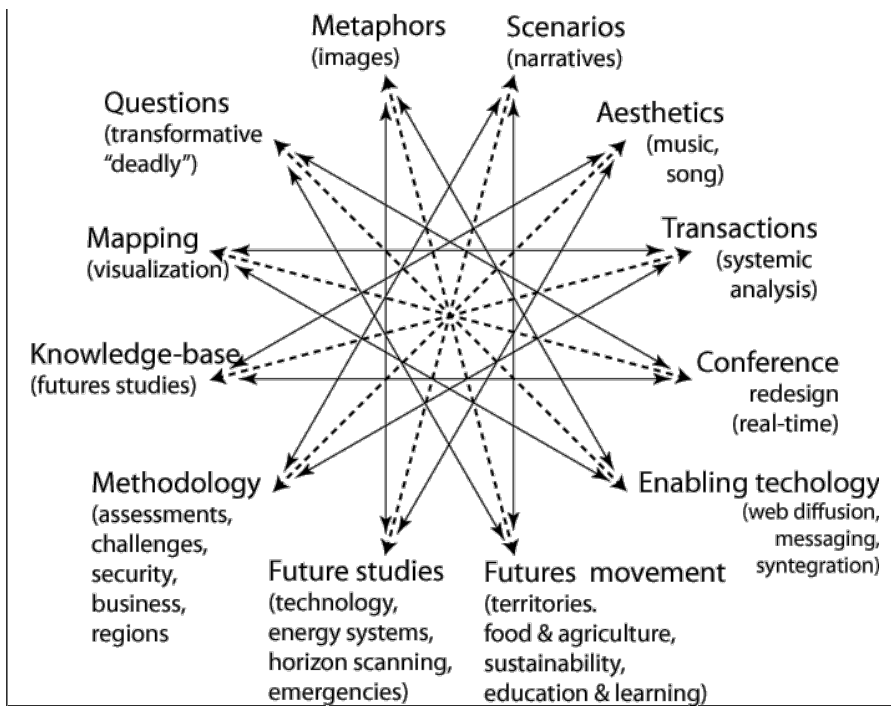 Metaphors
(images)
Scenarios
(narratives)
Questions
(transformative
“deadly”)
Aesthetics
(music,
song)
Mapping
(visualization)
Transactions
(systemic
analysis)
Knowledge-base
(futures studies)
Conference
redesign
(real-time)
Methodology
(assessments,
challenges,
security,
business,
regions
Enabling techology
(web diffusion,
messaging,
syntegration)
Future studies
(technology,
energy systems,
horizon scanning,
emergencies)
Futures movement
(territories.
food & agriculture,
sustainability,
education & learning)